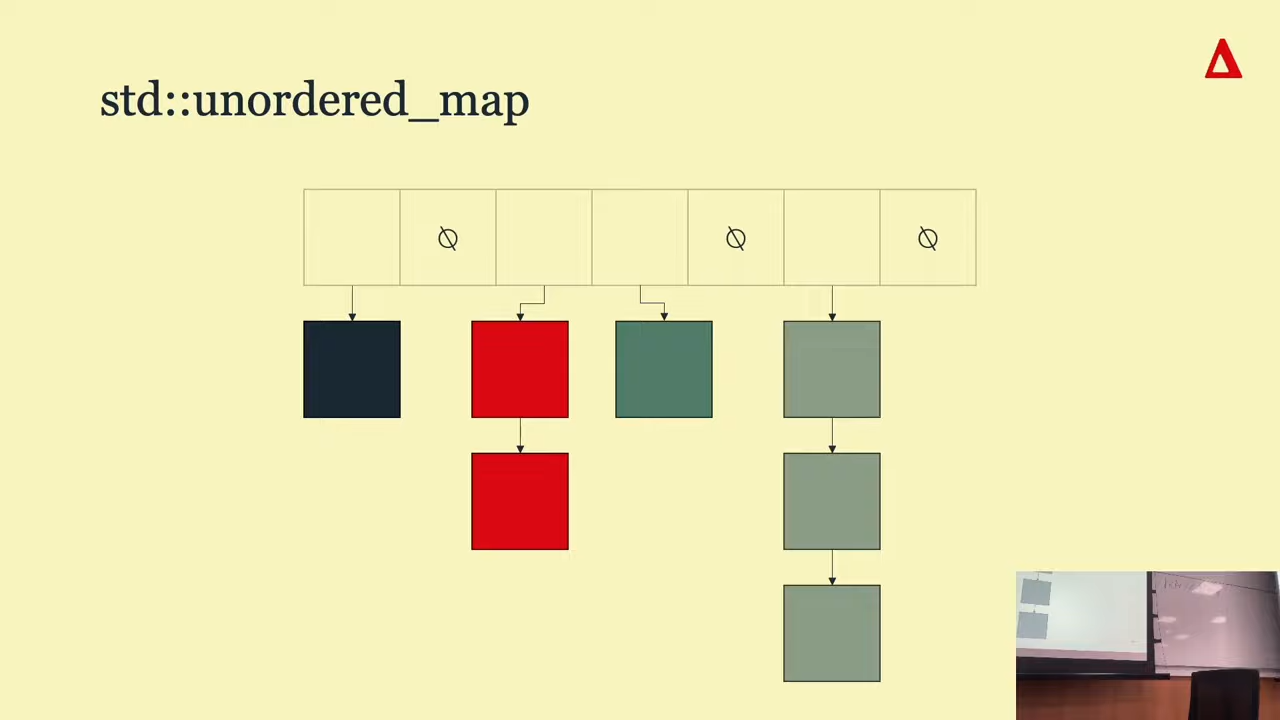 std::unordered_map
∅ ∅ ∅